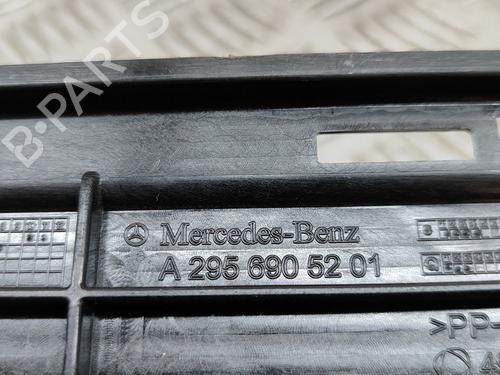 B-PARTS
Mercedes-Benz
A 295 690 52 01
>PP-